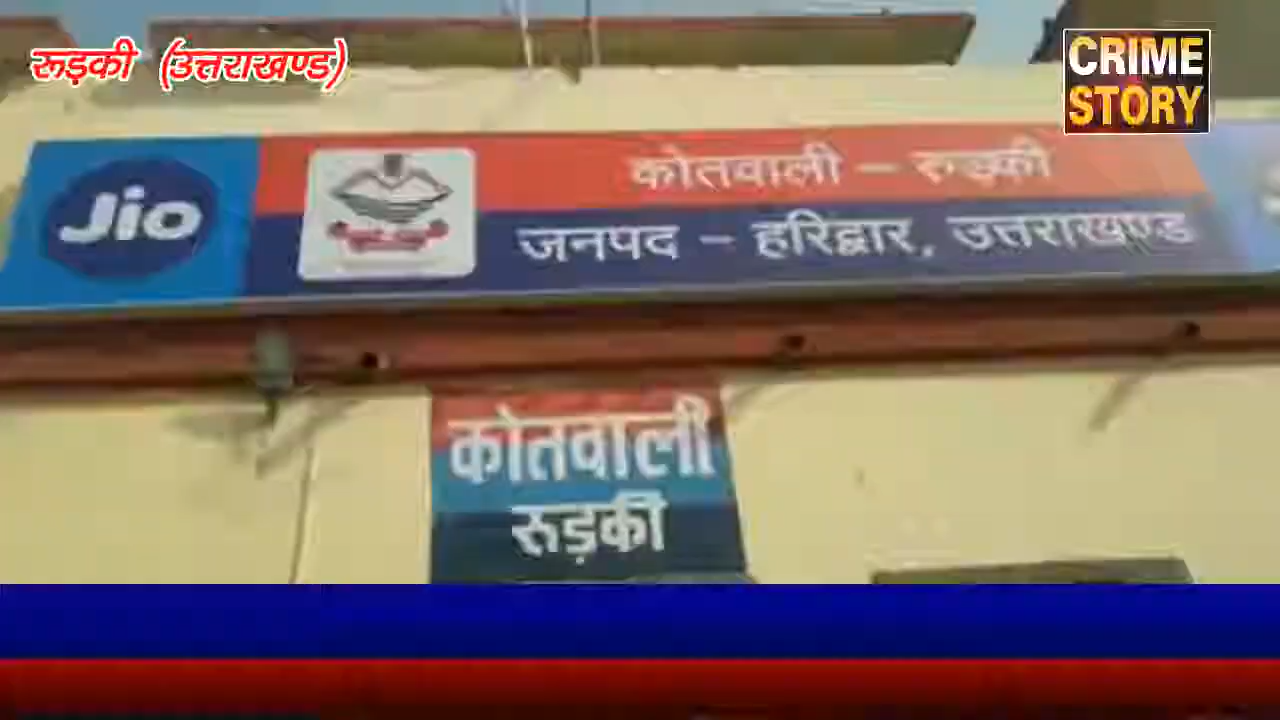 रूड़की (उत्तराखण्ड)
CRIME
STORY
Jio
कोतवाली - रुड़की
जनपद - हरिद्वार, उत्तराखण्ड
कोतवाली
रूड़की